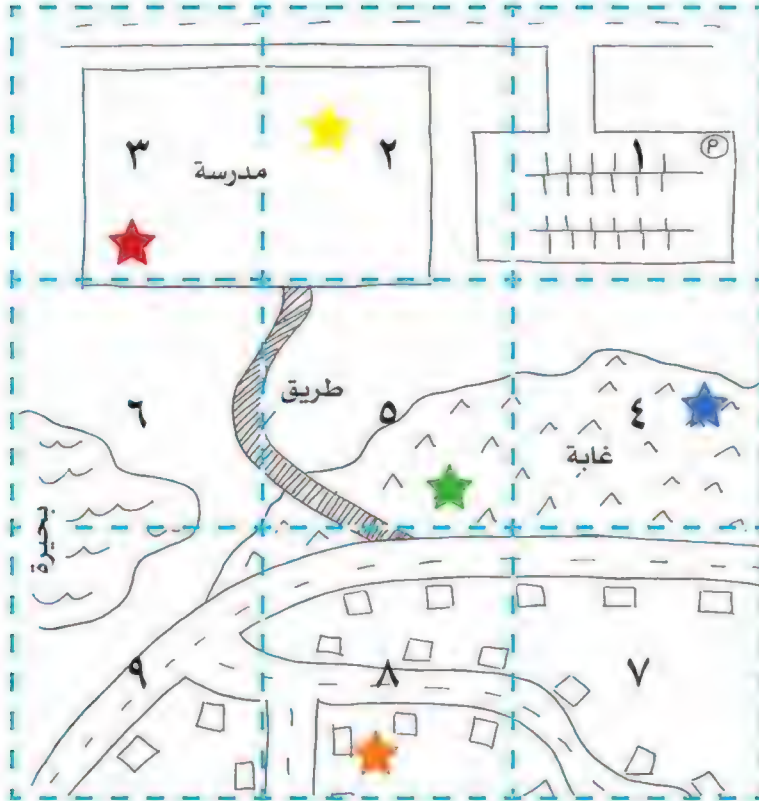 ١
م
٢
٣
مدرسة
طريق
٤
٥
٦
غابة
بحيرة
٧
٨
٩